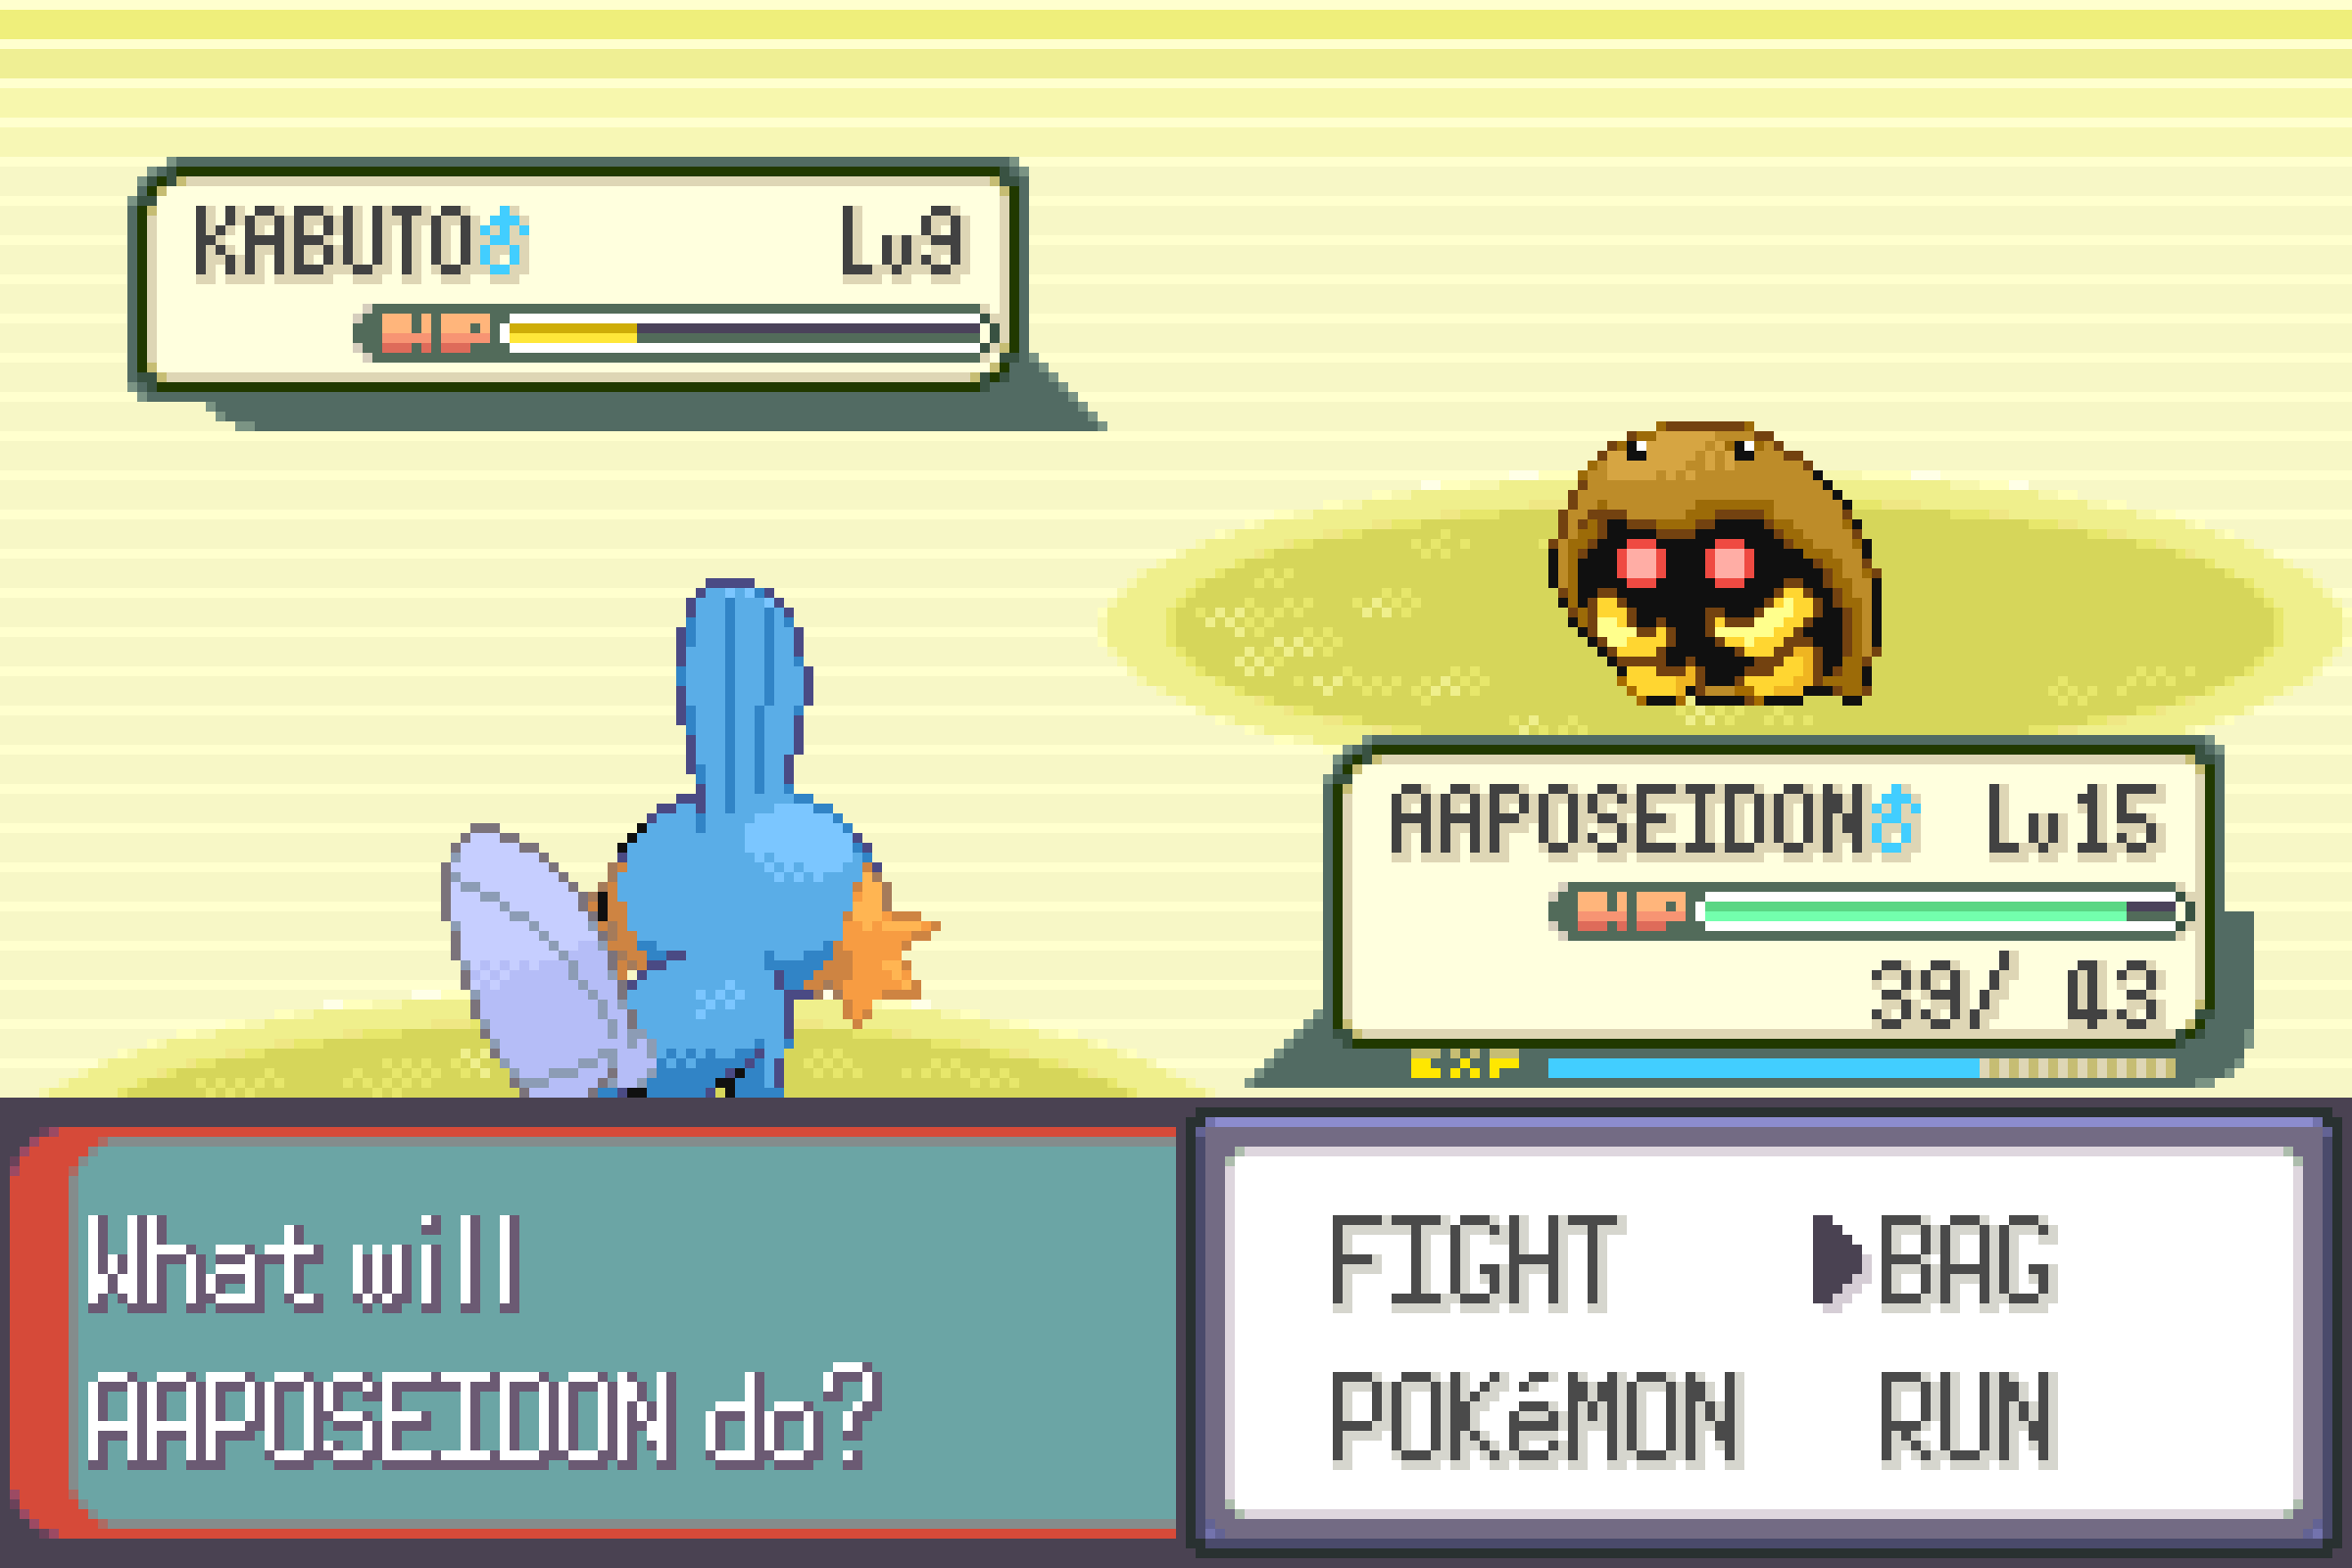 KABUTO♂ Lv9
HP
AAPOSEIDON♂ Lv15
HP
39/ 43
EXP
What will
AAPOSEIDON do?
FIGHT BAG
POKéMON RUN